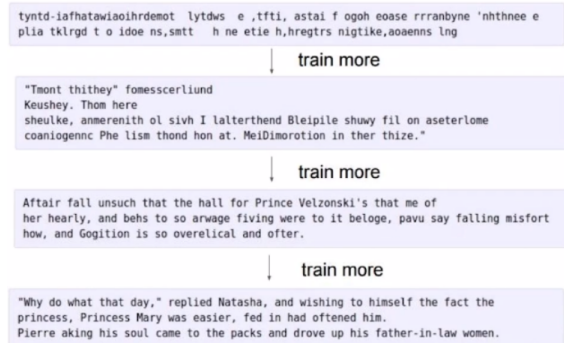 tyntd-iafhatawiaoihrdemot lytdws e ,tfti, astai f ogoh eoase rrranbyne 'nhthnee e
plia tklrgd t o idoe ns,smtt h ne etie h,hregtrs nigtike,aoaenns lng
train more
"Tmont thithey" fomesscerliund
Keushey. Thom here
sheulke, anmerenith ol sivh I lalterthend Bleipile shuwy fil on aseterlome
coaniogennc Phe lism thond hon at. MeiDimorotion in ther thize."
train more
Aftair fall unsuch that the hall for Prince Velzonski's that me of
her hearly, and behs to so arwage fiving were to it beloge, pavu say falling misfort
how, and Gogition is so overelical and ofter.
train more
"Why do what that day," replied Natasha, and wishing to himself the fact the
princess, Princess Mary was easier, fed in had oftened him.
Pierre aking his soul came to the packs and drove up his father-in-law women.